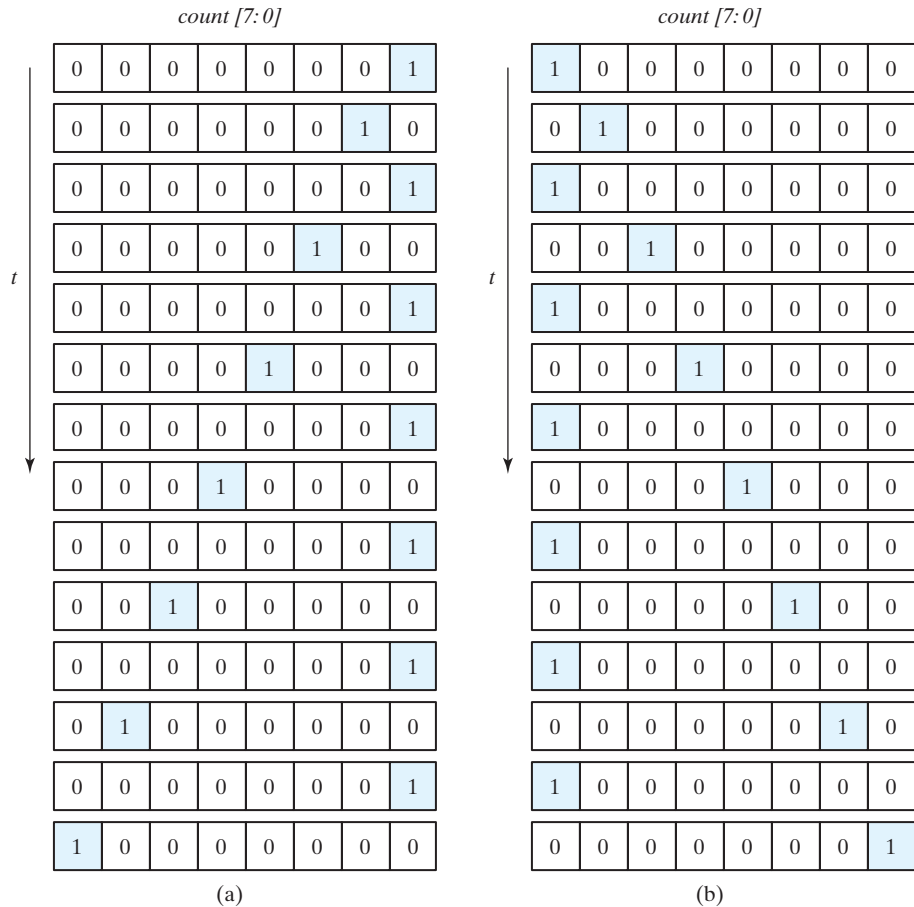 count [7:0] count [7:0]
0 0 0 0 0 0 0 1 1 0 0 0 0 0 0 0
0 0 0 0 0 0 1 0 0 1 0 0 0 0 0 0
0 0 0 0 0 0 0 1 1 0 0 0 0 0 0 0
0 0 0 0 0 1 0 0 0 0 1 0 0 0 0 0
t t
0 0 0 0 0 0 0 1 1 0 0 0 0 0 0 0
0 0 0 0 1 0 0 0 0 0 0 1 0 0 0 0
0 0 0 0 0 0 0 1 1 0 0 0 0 0 0 0
0 0 0 1 0 0 0 0 0 0 0 0 1 0 0 0
0 0 0 0 0 0 0 1 1 0 0 0 0 0 0 0
0 0 1 0 0 0 0 0 0 0 0 0 0 1 0 0
0 0 0 0 0 0 0 1 1 0 0 0 0 0 0 0
0 1 0 0 0 0 0 0 0 0 0 0 0 0 1 0
0 0 0 0 0 0 0 1 1 0 0 0 0 0 0 0
1 0 0 0 0 0 0 0 0 0 0 0 0 0 0 1
(a) (b)